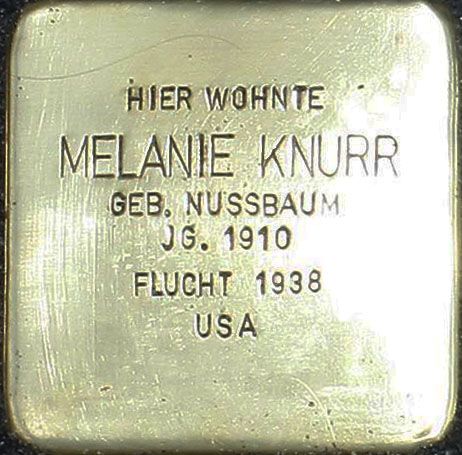 HIER WOHNTE
MELANIE KNURR
GEB. NUSSBAUM
JG. 1910
FLUCHT 1938
USA